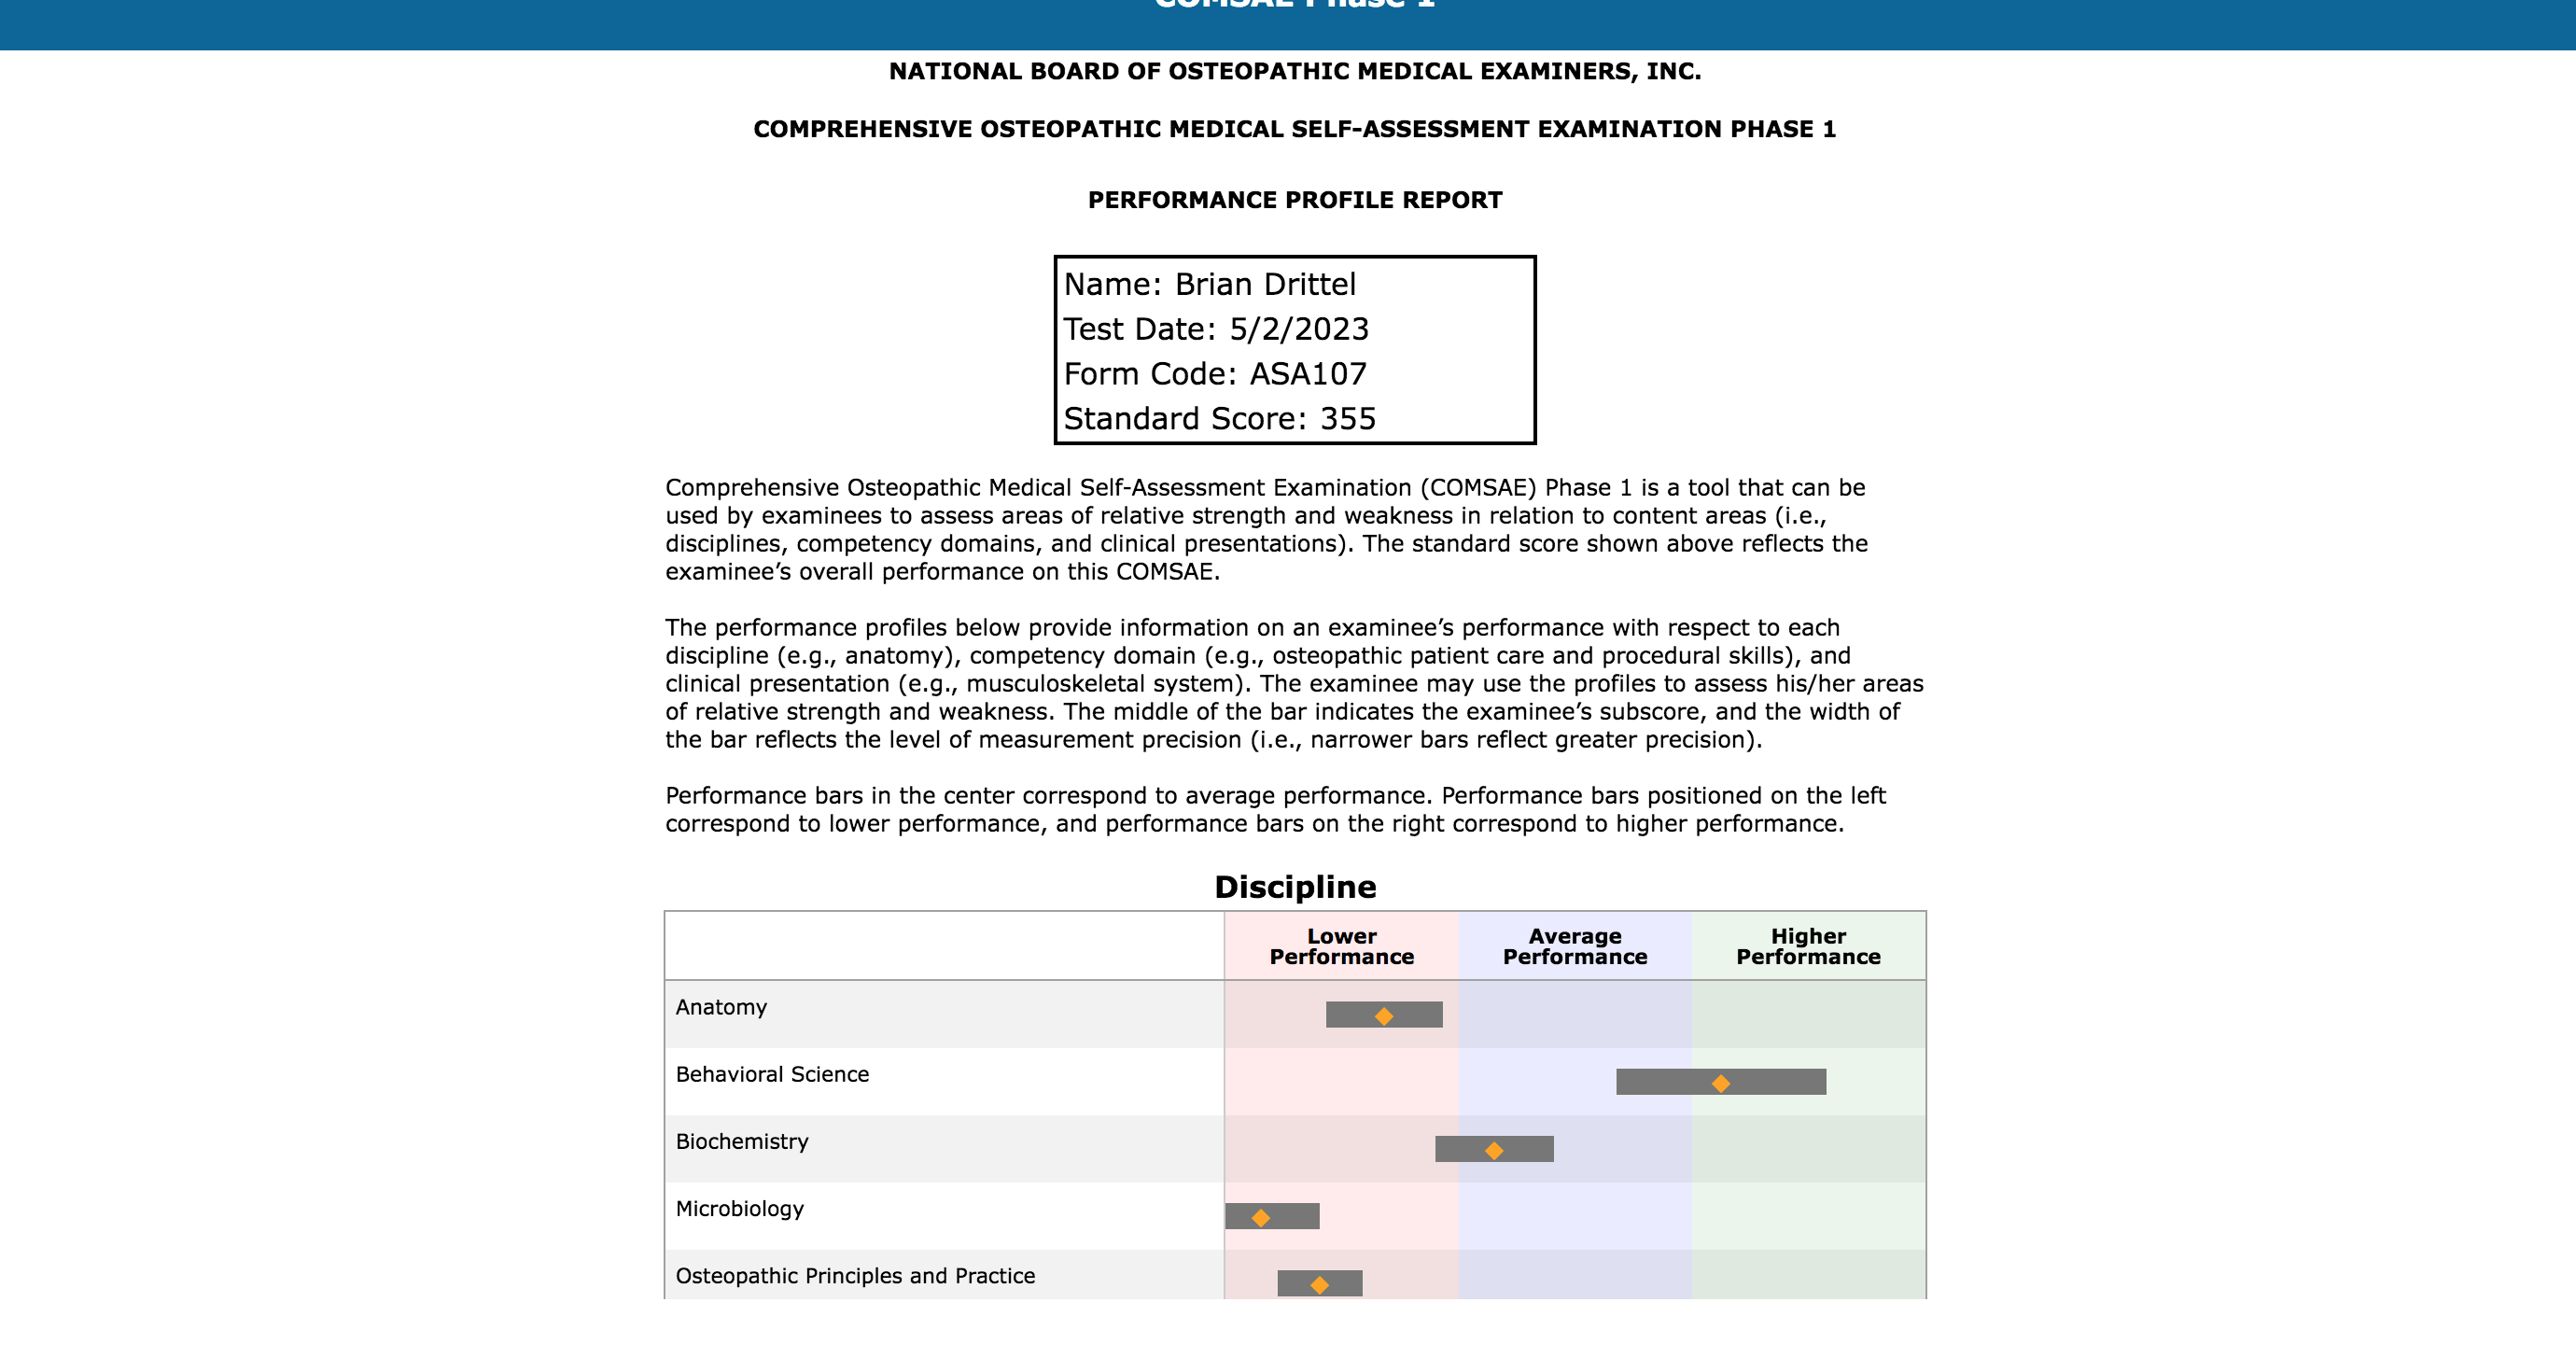 COMSAE Phase 1
NATIONAL BOARD OF OSTEOPATHIC MEDICAL EXAMINERS, INC.
COMPREHENSIVE OSTEOPATHIC MEDICAL SELF-ASSESSMENT EXAMINATION PHASE 1
PERFORMANCE PROFILE REPORT
Name: Brian Drittel
Test Date: 5/2/2023
Form Code: ASA107
Standard Score: 355
Comprehensive Osteopathic Medical Self-Assessment Examination (COMSAE) Phase 1 is a tool that can be
used by examinees to assess areas of relative strength and weakness in relation to content areas (i.e.,
disciplines, competency domains, and clinical presentations). The standard score shown above reflects the
examinee’s overall performance on this COMSAE.
The performance profiles below provide information on an examinee’s performance with respect to each
discipline (e.g., anatomy), competency domain (e.g., osteopathic patient care and procedural skills), and
clinical presentation (e.g., musculoskeletal system). The examinee may use the profiles to assess his/her areas
of relative strength and weakness. The middle of the bar indicates the examinee’s subscore, and the width of
the bar reflects the level of measurement precision (i.e., narrower bars reflect greater precision).
Performance bars in the center correspond to average performance. Performance bars positioned on the left
correspond to lower performance, and performance bars on the right correspond to higher performance.
Discipline
Lower
Performance
Average
Performance
Higher
Performance
Anatomy
Behavioral Science
Biochemistry
Microbiology
Osteopathic Principles and Practice